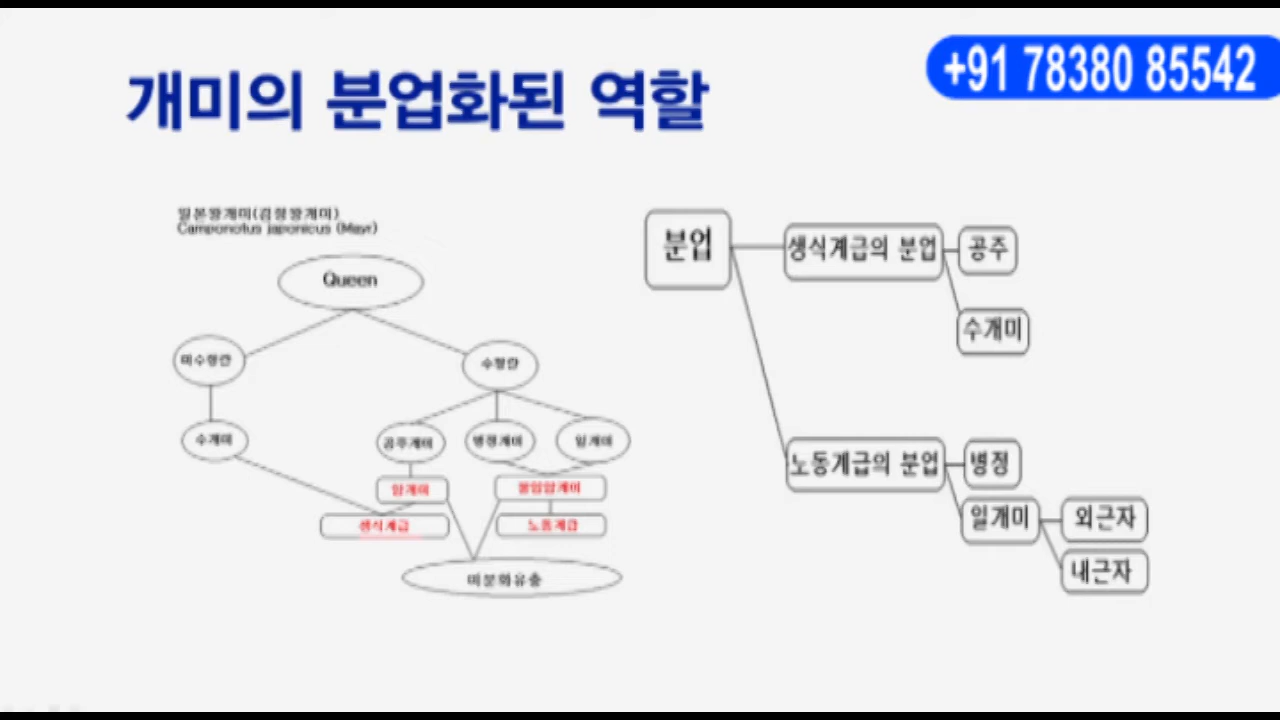 +91 78380 85542
개미의 분업화된 역할
일본왕개미(검정왕개미)
Camponotus japonicus (Mayr)
Queen
미수정란
수정란
수개미
공주개미
병정개미
일개미
암개미
불임암개미
생식계급
노동계급
미분화유충
분업
생식계급의 분업
공주
수개미
노동계급의 분업
병정
일개미
외근자
내근자